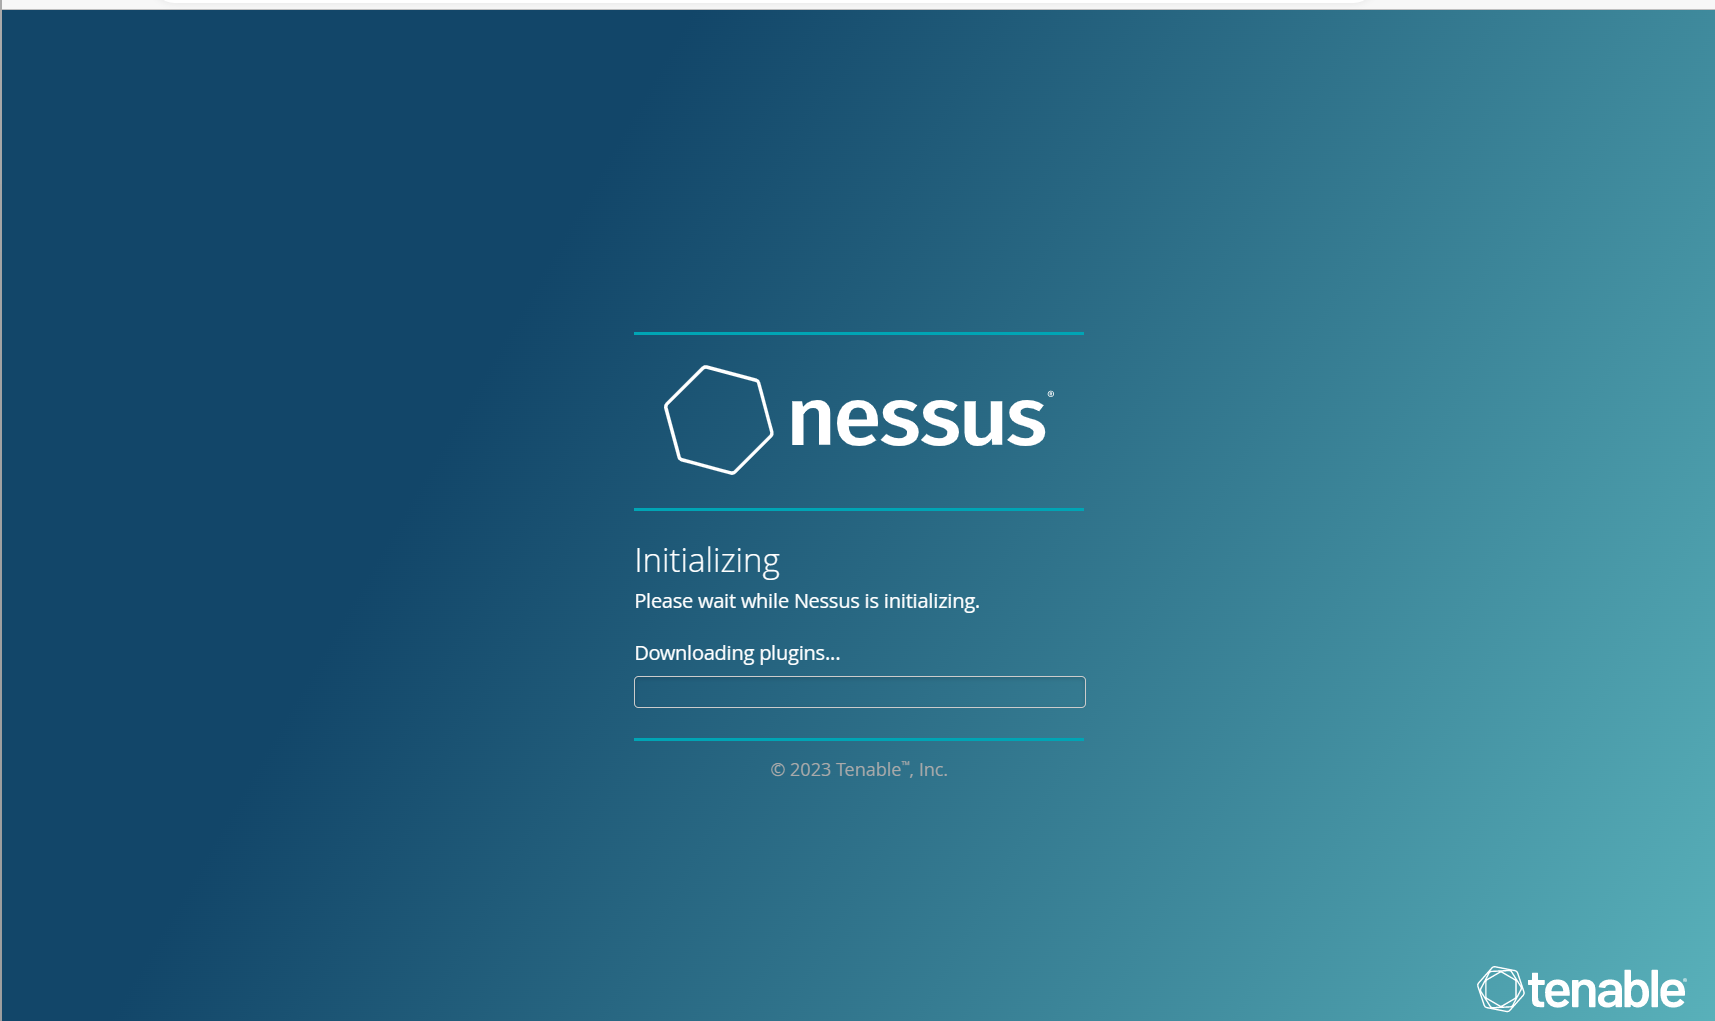 nessus®
Initializing
Please wait while Nessus is initializing.
Downloading plugins...
© 2023 Tenable™, Inc.
tenable®